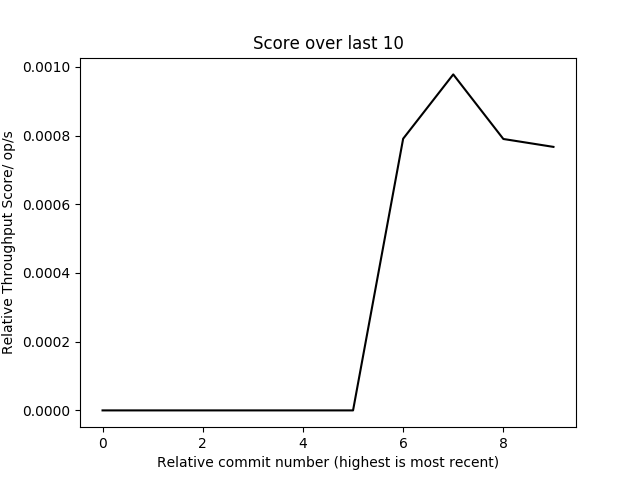 Score over last 10
0.0010
0.0008
0.0006
0.0004
0.0002
0.0000
Relative Throughput Score/ op/s
0 2 4 6 8
Relative commit number (highest is most recent)